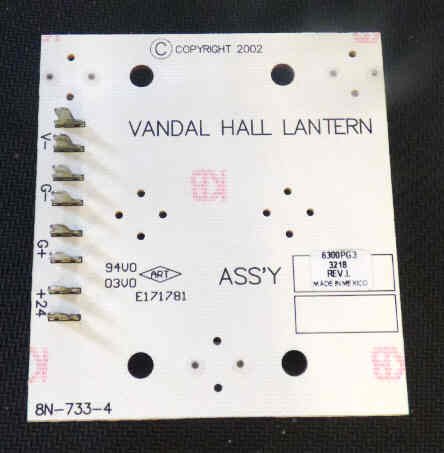 © COPYRIGHT 2002
VANDAL HALL LANTERN
V-
G-
G+
+24
94V0
03V0
ART
E171781
ASS'Y
6300PG3
3218
REV.I.
MADE IN MEXICO
8N-733-4